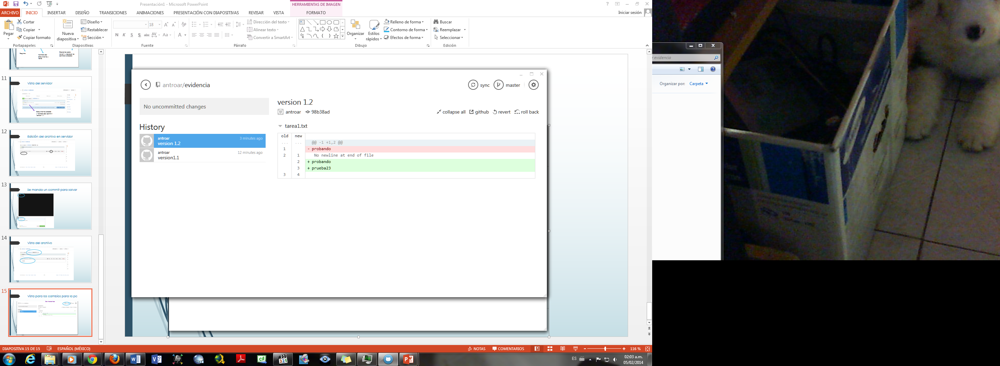 Presentación1 - Microsoft PowerPoint
HERRAMIENTAS DE IMAGEN
ARCHIVO INICIO INSERTAR DISEÑO TRANSICIONES ANIMACIONES PRESENTACIÓN CON DIAPOSITIVAS REVISAR VISTA FORMATO
Iniciar sesión
Pegar
Cortar
Copiar
Copiar formato
Portapapeles
Nueva
diapositiva
Diseño
Restablecer
Sección
Diapositivas
18
N K S S abc AV Aa A
Fuente
Dirección del texto
Alinear texto
Convertir a SmartArt
Párrafo
Organizar
Estilos
rápidos
Relleno de forma
Contorno de forma
Efectos de forma
Dibujo
Buscar
Reemplazar
Seleccionar
Edición
11
Vista del servidor
12
Edición del archivo en servidor
13
Se manda un commit para salvar
14
Vista del archivo
15
Vista para los cambios para la pc
antroar/evidencia
sync master
No uncommitted changes
History
antroar 3 minutes ago
version 1.2
antroar 12 minutes ago
version1.1
version 1.2
antroar 98b38ad
collapse all github revert roll back
tarea1.txt
old new
... ... @@ -1 +1,2 @@
1 - probando
2 1 No newline at end of file
2 + probando
3 + prueba23
3 4
evidencia
Organizar por: Carpeta
DIAPOSITIVA 15 DE 15 ESPAÑOL (MÉXICO)
NOTAS COMENTARIOS 116 %
ES
02:03 a.m.
05/02/2014